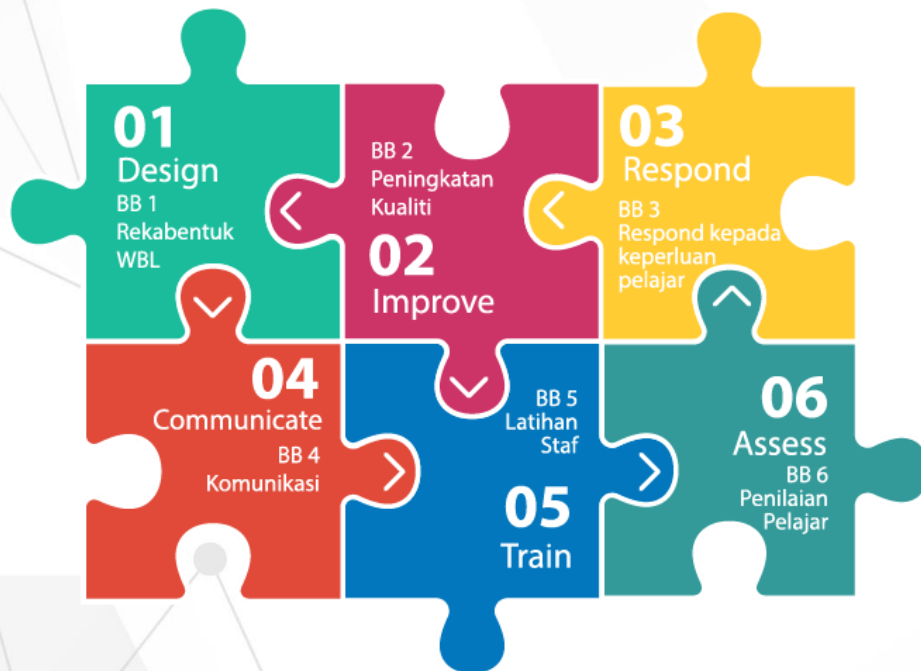 01
Design
BB 1
Rekabentuk
WBL
BB 2
Peningkatan
Kualiti
02
Improve
03
Respond
BB 3
Respond kepada
keperluan
pelajar
04
Communicate
BB 4
Komunikasi
BB 5
Latihan
Staf
05
Train
06
Assess
BB 6
Penilaian
Pelajar